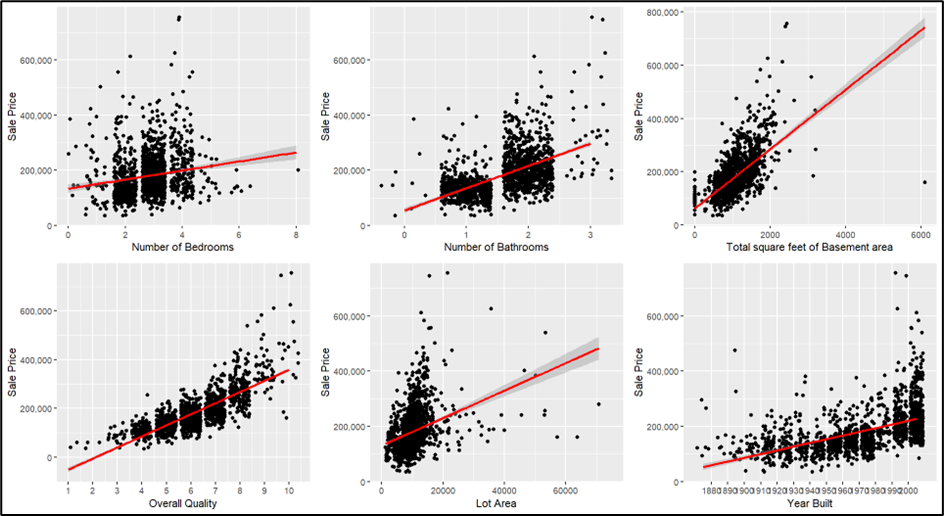 Sale Price
600,000
400,000
200,000
0
0 2 4 6 8
Number of Bedrooms
Sale Price
600,000
400,000
200,000
0
0 1 2 3
Number of Bathrooms
Sale Price
800,000
600,000
400,000
200,000
0
0 2000 4000 6000
Total square feet of Basement area
Sale Price
600,000
400,000
200,000
0
1 2 3 4 5 6 7 8 9 10
Overall Quality
Sale Price
600,000
400,000
200,000
0
0 20000 40000 60000
Lot Area
Sale Price
600,000
400,000
200,000
0
1880 1890 1900 1910 1920 1930 1940 1950 1960 1970 1980 1990 2000
Year Built